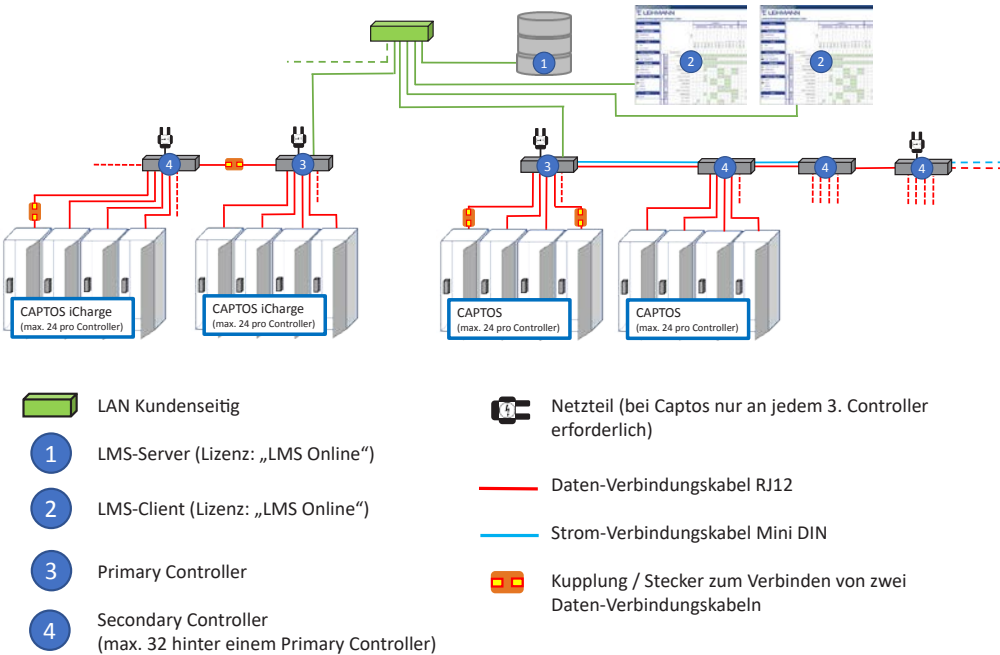 LEHMANN
LEHMANN
1
2
2
4
3
3
4
4
4
CAPTOS iCharge
(max. 24 pro Controller)
CAPTOS iCharge
(max. 24 pro Controller)
CAPTOS
(max. 24 pro Controller)
CAPTOS
(max. 24 pro Controller)
LAN Kundenseitig
1
LMS-Server (Lizenz: „LMS Online“)
2
LMS-Client (Lizenz: „LMS Online“)
3
Primary Controller
4
Secondary Controller
(max. 32 hinter einem Primary Controller)
Netzteil (bei Captos nur an jedem 3. Controller
erforderlich)
Daten-Verbindungskabel RJ12
Strom-Verbindungskabel Mini DIN
Kupplung / Stecker zum Verbinden von zwei
Daten-Verbindungskabeln